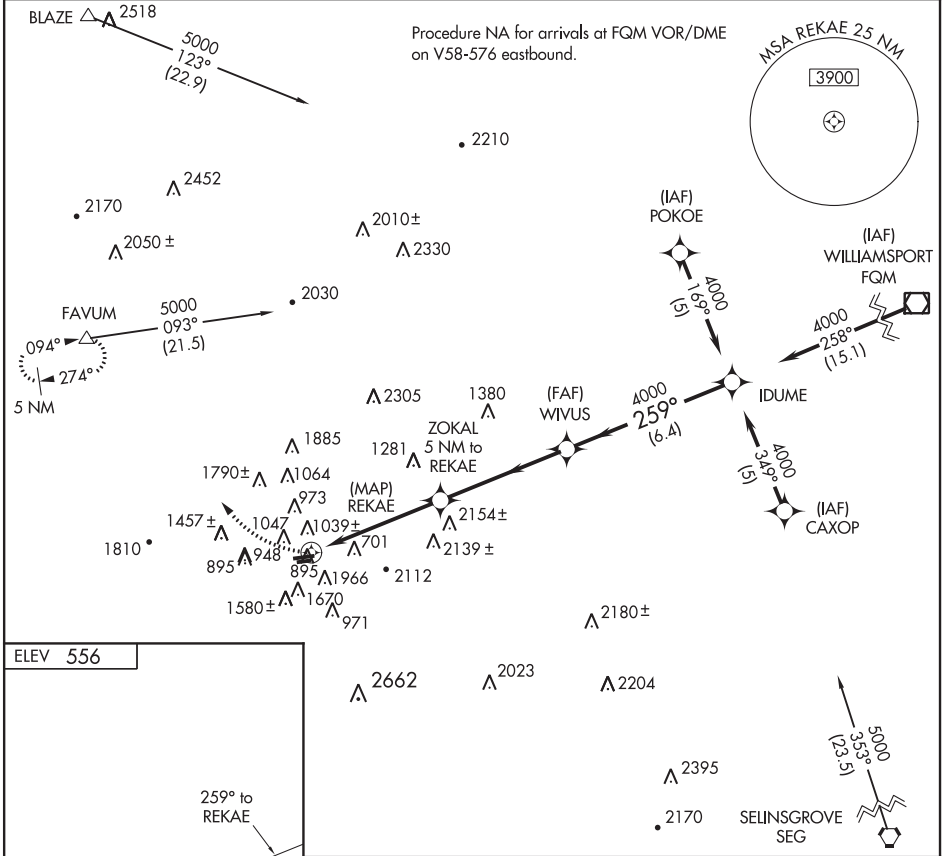 BLAZE
2518
5000
123°
(22.9)
Procedure NA for arrivals at FQM VOR/DME
on V58-576 eastbound.
MSA REKAE 25 NM
3900
2210
2452
2170
2050 ±
2010 ±
2330
(IAF)
POKOE
4000
169°
(5)
(IAF)
WILLIAMSPORT
FQM
4000
258°
(15.1)
FAVUM
5000
093°
(21.5)
2030
094°
274°
5 NM
IDUME
2305
1380
(FAF)
WIVUS
4000
259°
(6.4)
ZOKAL
5 NM to
REKAE
1281
1885
1790 ±
1064
973
(MAP)
REKAE
4000
349°
(5)
(IAF)
CAXOP
1457 ±
1047
1039 ±
701
2154 ±
2139 ±
1810
895
948
895
1966
2112
1580 ±
1670
971
2180 ±
ELEV 556
2662
2023
2204
5000
353°
(23.5)
2395
2170
SELINSGROVE
SEG
259° to
REKAE